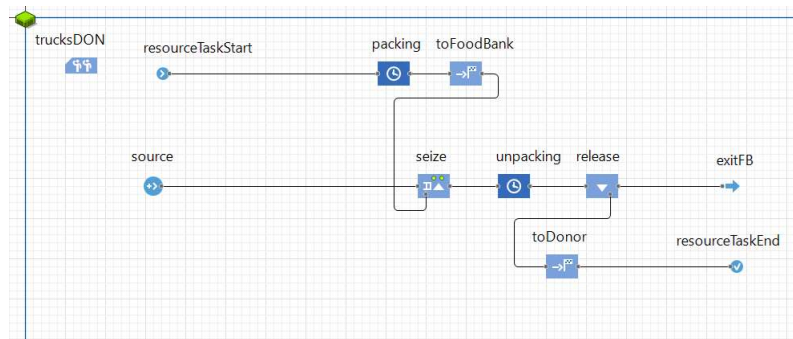 trucksDON
resourceTaskStart
packing
toFoodBank
source
seize
unpacking
release
exitFB
toDonor
resourceTaskEnd